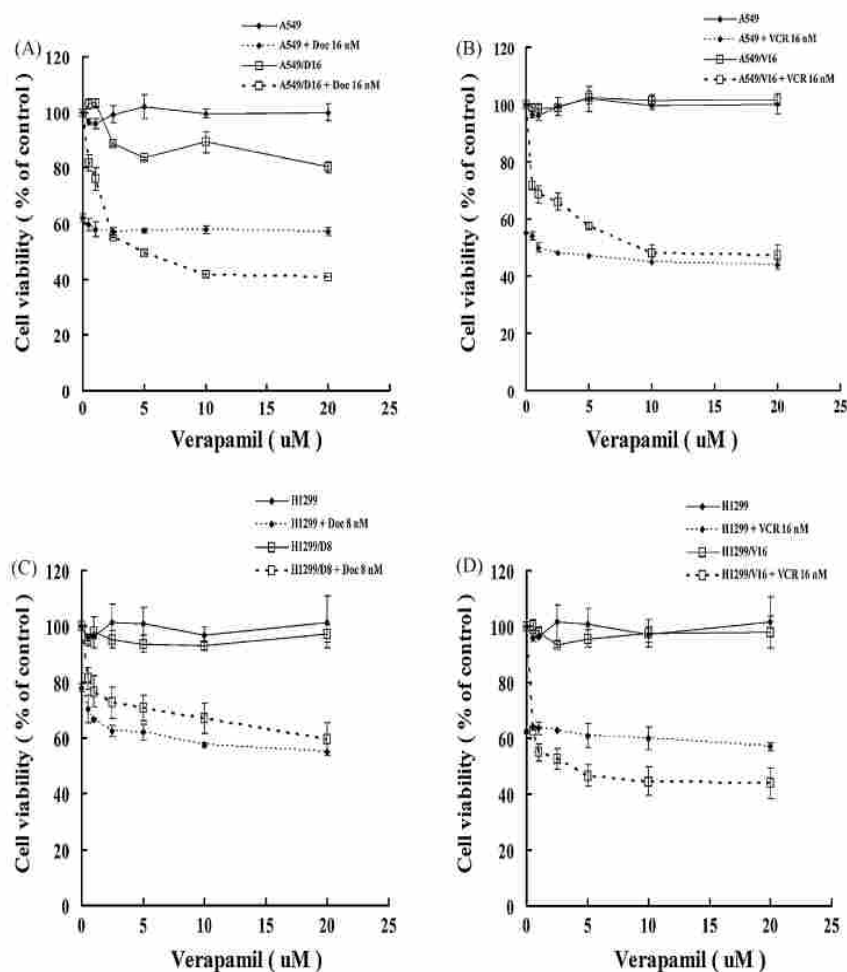 (A)
A549
A549 + Doc 16 nM
A549/D16
A549/D16 + Doc 16 nM
Cell viability ( % of control )
120
100
80
60
40
20
0
0 5 10 15 20 25
Verapamil ( uM )
(B)
A549
A549 + VCR 16 nM
A549/V16
A549/V16 + VCR 16 nM
Cell viability ( % of control )
120
100
80
60
40
20
0
0 5 10 15 20 25
Verapamil ( uM )
(C)
H1299
H1299 + Doc 8 nM
H1299/D8
H1299/D8 + Doc 8 nM
Cell viability ( % of control )
120
100
80
60
40
20
0
0 5 10 15 20 25
Verapamil ( uM )
(D)
H1299
H1299 + VCR 16 nM
H1299/V16
H1299/V16 + VCR 16 nM
Cell viability ( % of control )
120
100
80
60
40
20
0
0 5 10 15 20 25
Verapamil ( uM )